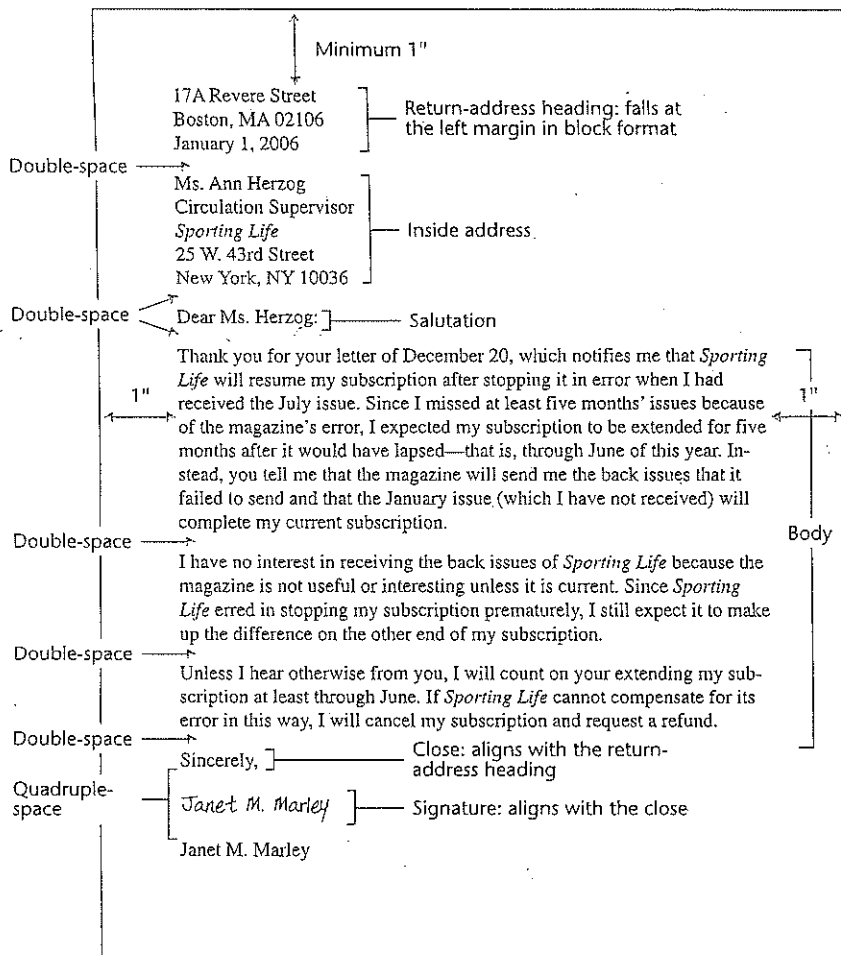 Minimum 1"
17A Revere Street
Boston, MA 02106
January 1, 2006
Return-address heading: falls at
the left margin in block format
Double-space
Ms. Ann Herzog
Circulation Supervisor
Sporting Life
25 W. 43rd Street
New York, NY 10036
Inside address
Double-space
Dear Ms. Herzog:
Salutation
Thank you for your letter of December 20, which notifies me that Sporting
Life will resume my subscription after stopping it in error when I had
received the July issue. Since I missed at least five months' issues because
of the magazine's error, I expected my subscription to be extended for five
months after it would have lapsed—that is, through June of this year. In-
stead, you tell me that the magazine will send me the back issues that it
failed to send and that the January issue (which I have not received) will
complete my current subscription.
1"
1"
Body
Double-space
I have no interest in receiving the back issues of Sporting Life because the
magazine is not useful or interesting unless it is current. Since Sporting
Life erred in stopping my subscription prematurely, I still expect it to make
up the difference on the other end of my subscription.
Double-space
Unless I hear otherwise from you, I will count on your extending my sub-
scription at least through June. If Sporting Life cannot compensate for its
error in this way, I will cancel my subscription and request a refund.
Double-space
Sincerely,
Close: aligns with the return-
address heading
Quadruple-
space
Janet M. Marley
Signature: aligns with the close
Janet M. Marley